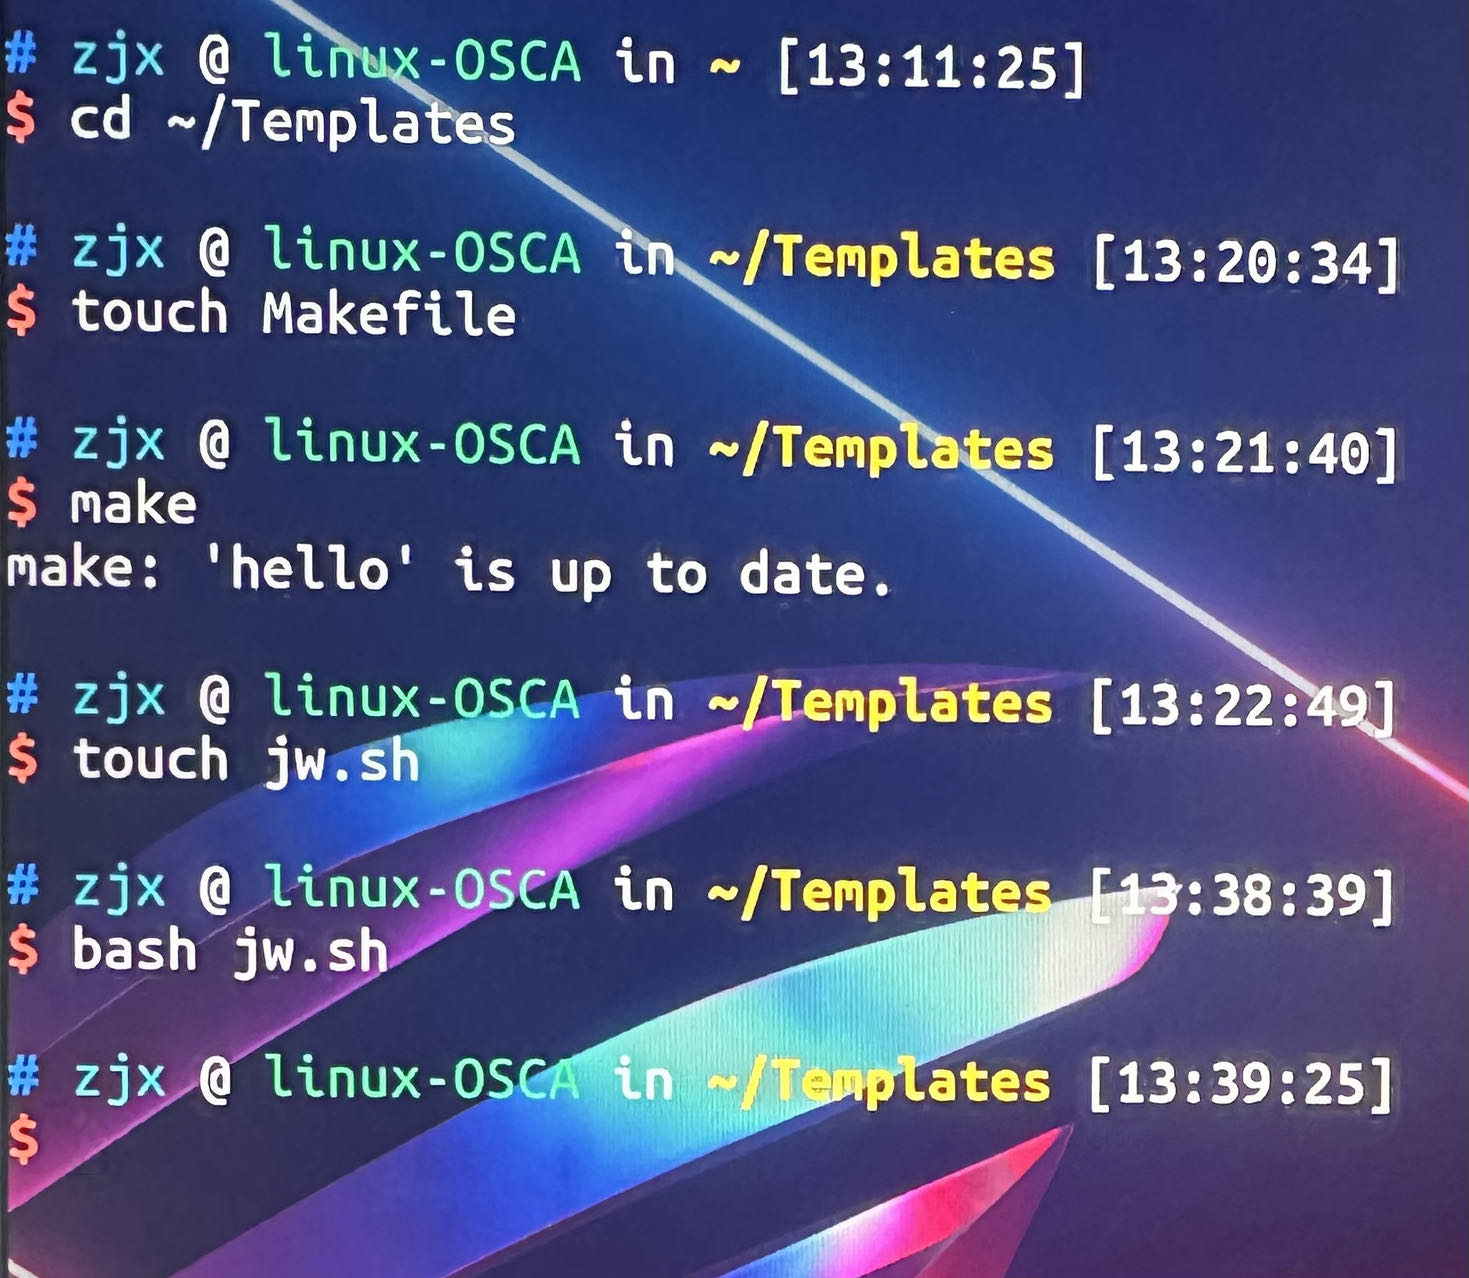 # zjx @ linux-OSCA in ~ [13:11:25]
$ cd ~/Templates
# zjx @ linux-OSCA in ~/Templates [13:20:34]
$ touch Makefile
# zjx @ linux-OSCA in ~/Templates [13:21:40]
$ make
make: 'hello' is up to date.
# zjx @ linux-OSCA in ~/Templates [13:22:49]
$ touch jw.sh
# zjx @ linux-OSCA in ~/Templates [13:38:39]
$ bash jw.sh
# zjx @ linux-OSCA in ~/Templates [13:39:25]
$